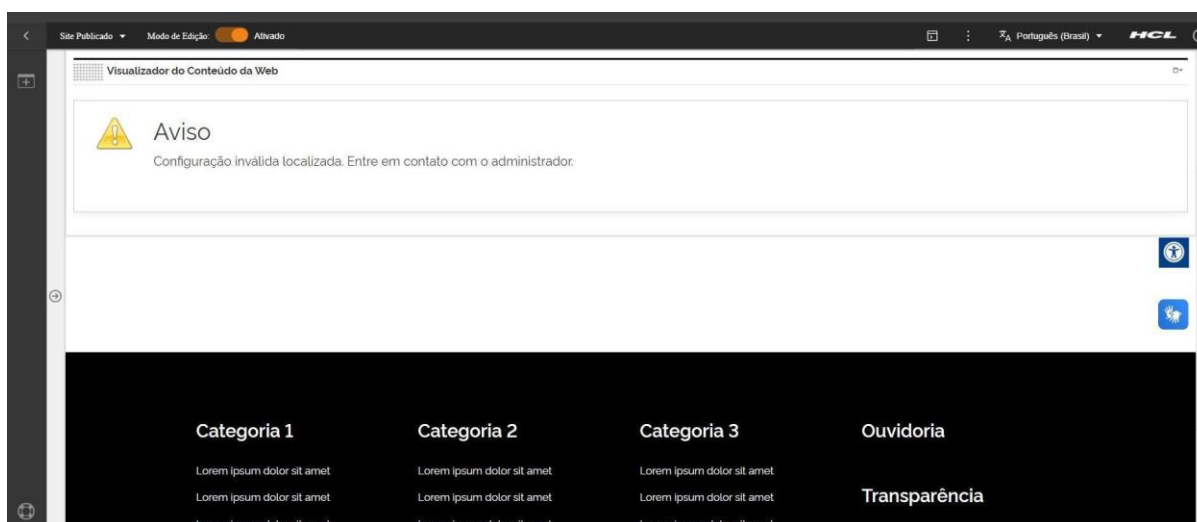 Site Publicado Modo de Edição: Ativado Português (Brasil) HCL
Visualizador do Conteúdo da Web
Aviso
Configuração inválida localizada. Entre em contato com o administrador.
Categoria 1 Categoria 2 Categoria 3 Ouvidoria
Lorem ipsum dolor sit amet Lorem ipsum dolor sit amet Lorem ipsum dolor sit amet
Lorem ipsum dolor sit amet Lorem ipsum dolor sit amet Lorem ipsum dolor sit amet Transparência